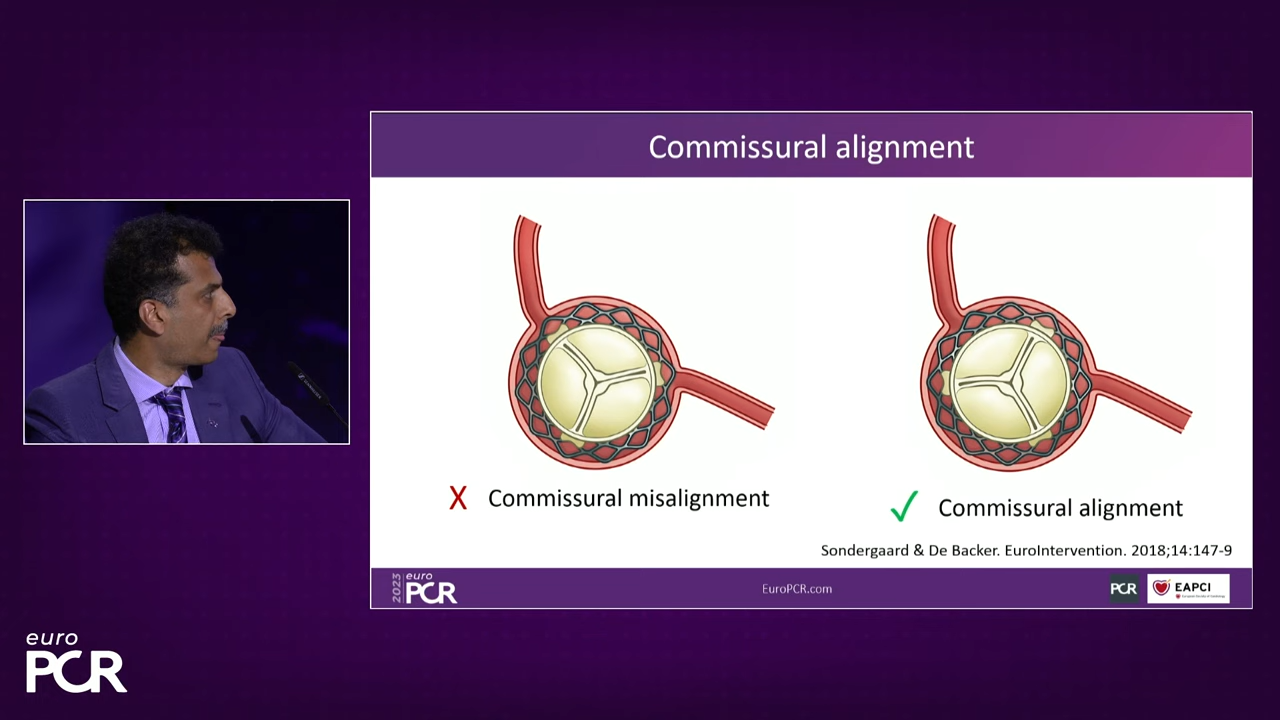 Commissural alignment
X Commissural misalignment
✓ Commissural alignment
Sondergaard & De Backer. EuroIntervention. 2018;14:147-9
2023 euro PCR
EuroPCR.com
PCR
EAPCI
euro
PCR